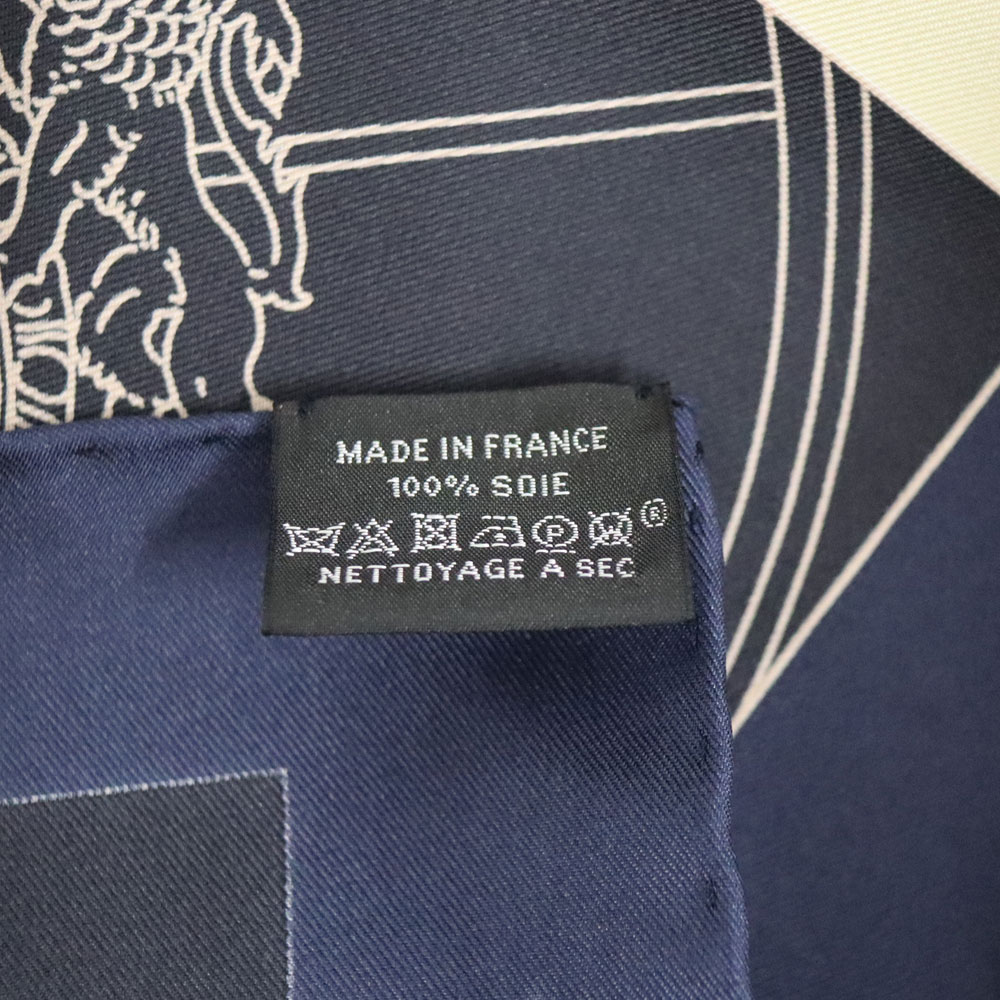 MADE IN FRANCE
100% SOIE
P W ®
NETTOYAGE A SEC